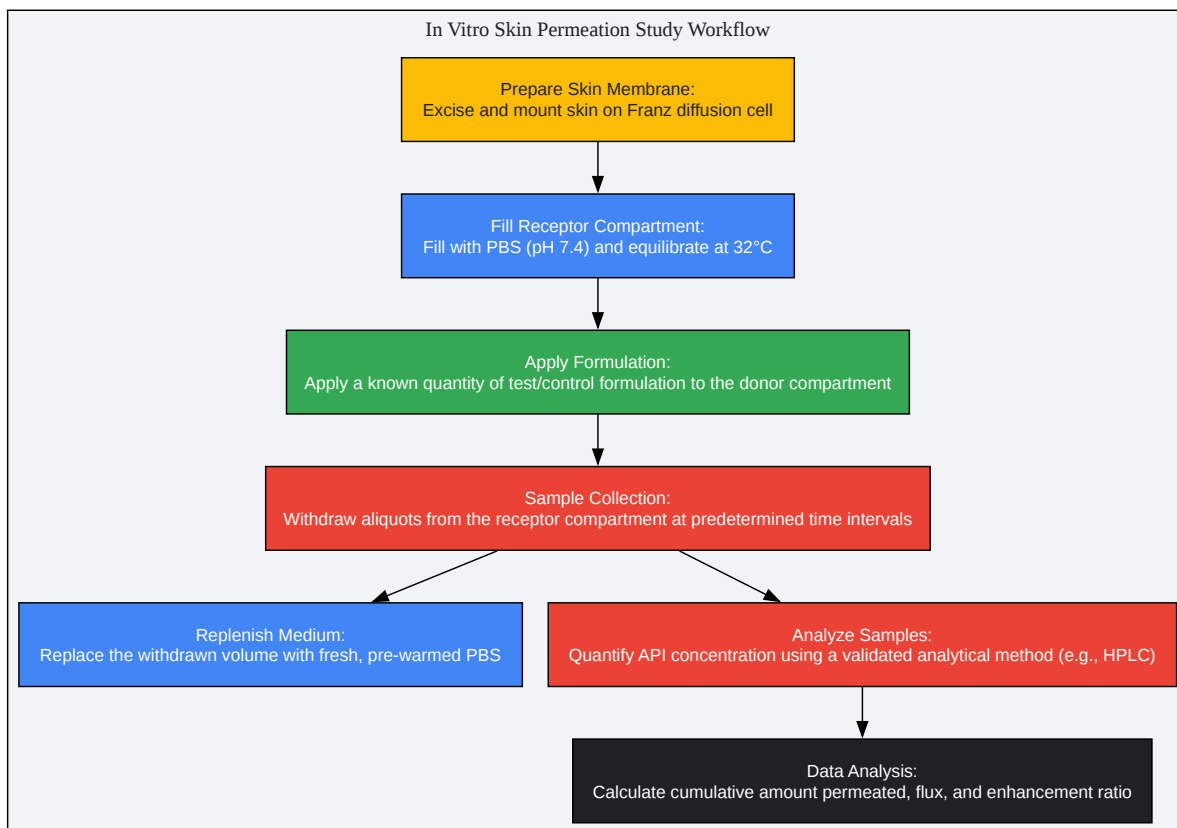 In Vitro Skin Permeation Study Workflow
Prepare Skin Membrane:
Excise and mount skin on Franz diffusion cell
Fill Receptor Compartment:
Fill with PBS (pH 7.4) and equilibrate at 32°C
Apply Formulation:
Apply a known quantity of test/control formulation to the donor compartment
Sample Collection:
Withdraw aliquots from the receptor compartment at predetermined time intervals
Replenish Medium:
Replace the withdrawn volume with fresh, pre-warmed PBS
Analyze Samples:
Quantify API concentration using a validated analytical method (e.g., HPLC)
Data Analysis:
Calculate cumulative amount permeated, flux, and enhancement ratio